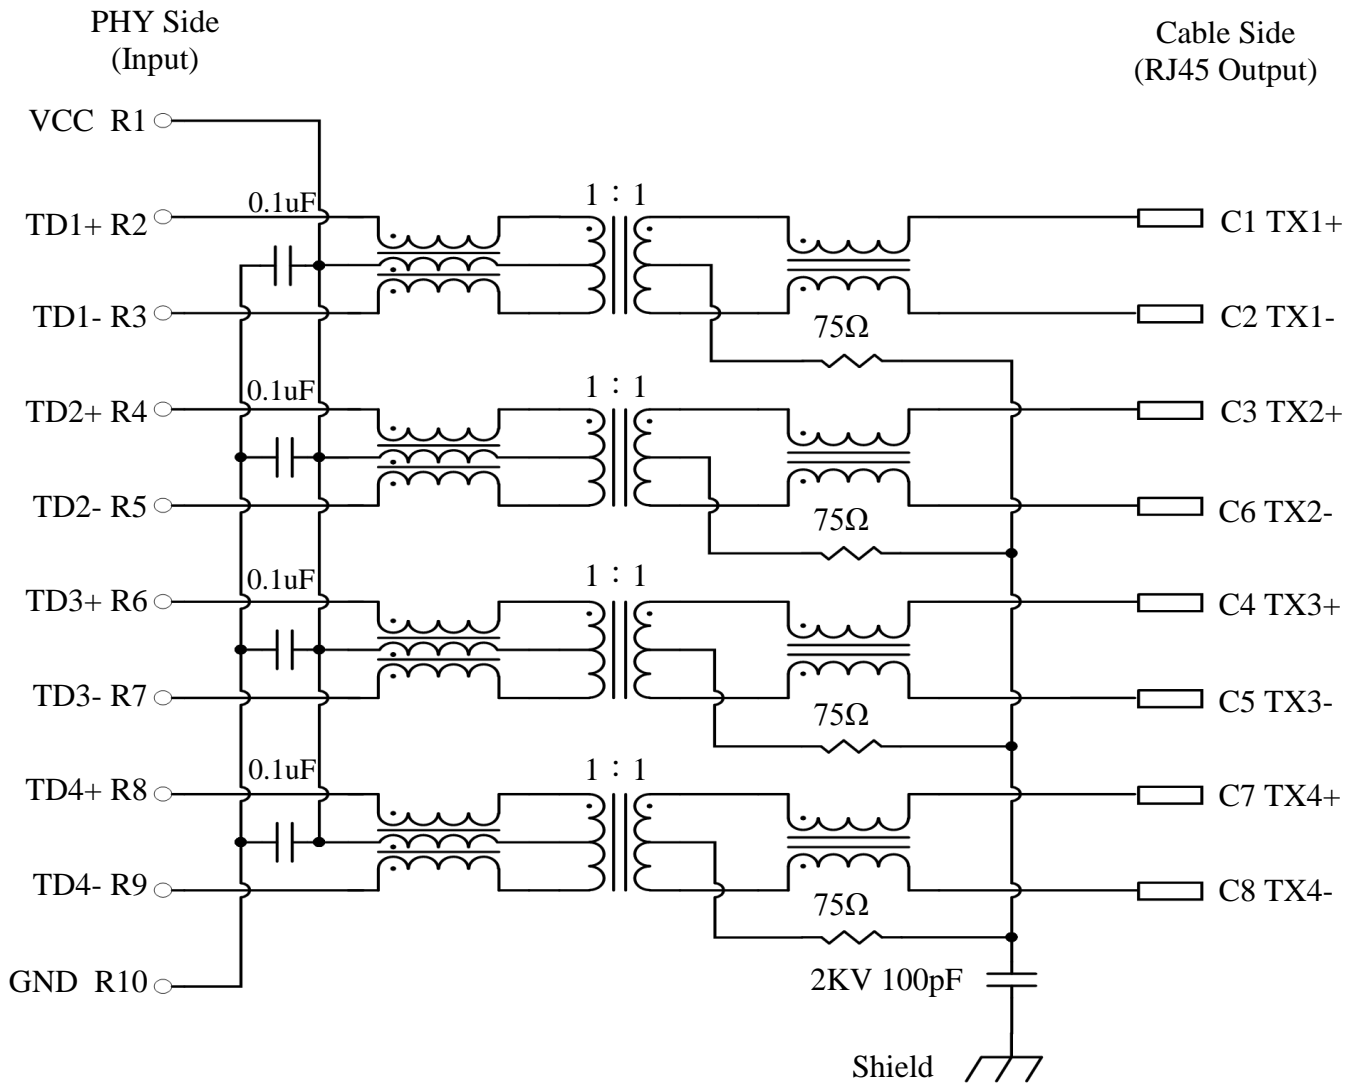 PHY Side
(Input)
Cable Side
(RJ45 Output)
VCC R1
0.1uF
1 : 1
TD1+ R2
C1 TX1+
TD1- R3
75Ω
C2 TX1-
0.1uF
1 : 1
TD2+ R4
C3 TX2+
TD2- R5
75Ω
C6 TX2-
0.1uF
1 : 1
TD3+ R6
C4 TX3+
TD3- R7
75Ω
C5 TX3-
0.1uF
1 : 1
TD4+ R8
C7 TX4+
TD4- R9
75Ω
C8 TX4-
GND R10
2KV 100pF
Shield